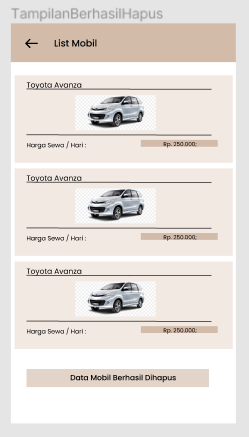 TampilanBerhasilHapus
List Mobil
Toyota Avanza
Harga Sewa / Hari : Rp. 250.000;
Toyota Avanza
Harga Sewa / Hari : Rp. 250.000;
Toyota Avanza
Harga Sewa / Hari : Rp. 250.000;
Data Mobil Berhasil Dihapus